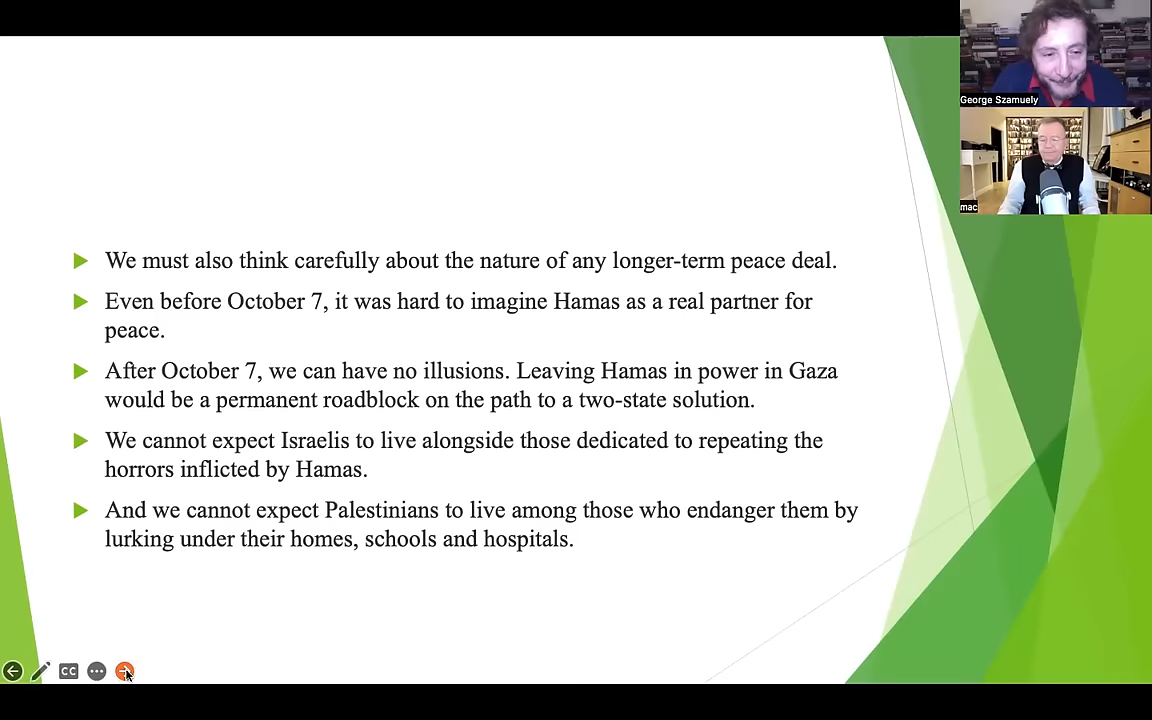 George Szamuely
mac
We must also think carefully about the nature of any longer-term peace deal.
Even before October 7, it was hard to imagine Hamas as a real partner for
peace.
After October 7, we can have no illusions. Leaving Hamas in power in Gaza
would be a permanent roadblock on the path to a two-state solution.
We cannot expect Israelis to live alongside those dedicated to repeating the
horrors inflicted by Hamas.
And we cannot expect Palestinians to live among those who endanger them by
lurking under their homes, schools and hospitals.
CC